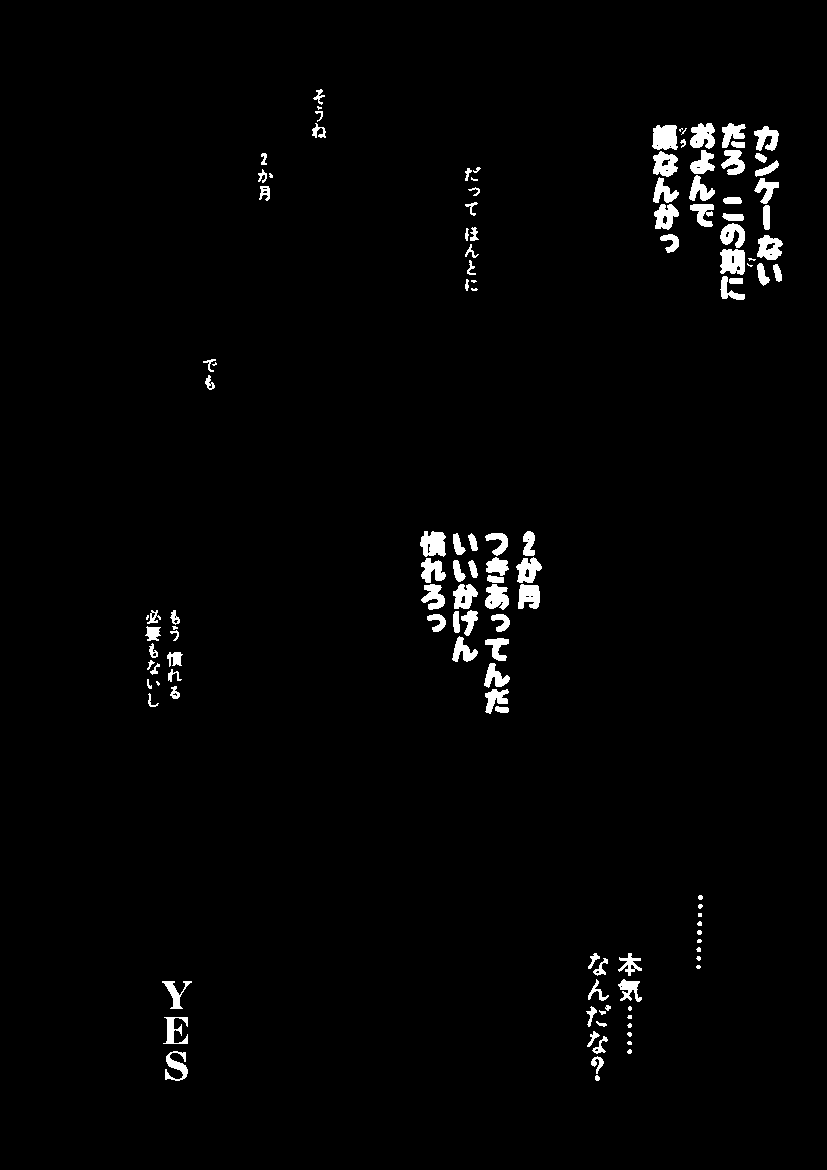 カンケーない
だろ この期に
およんで
顔なんかっ
だって ほんとに
そうね
2か月
でも
2か月
つきあってんだ
いいかげん
慣れろっ
もう 慣れる
必要もないし
………
本気……
なんだな?
YES